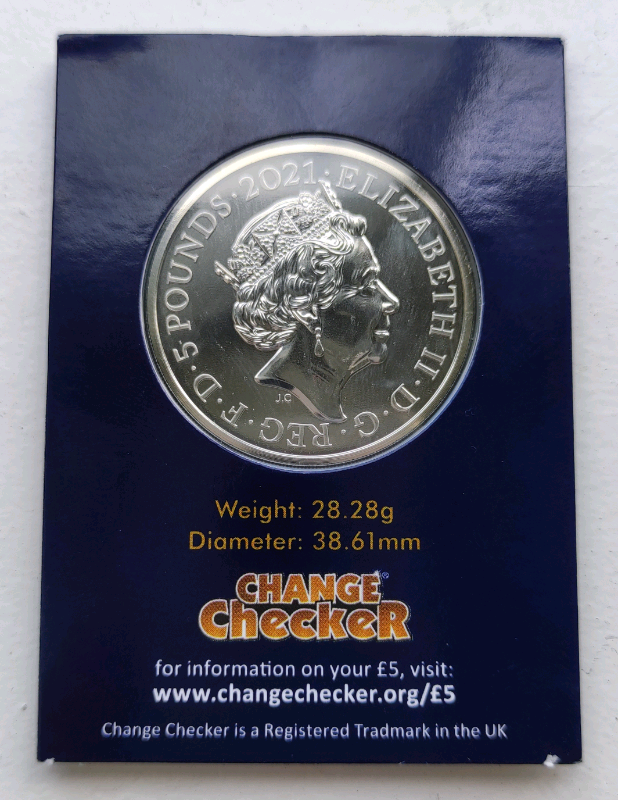 ELIZABETH II · D · G · REG · F · D · 5 POUNDS · 2021 ·
J.C
Weight: 28.28g
Diameter: 38.61mm
CHANGE®
CHecKeR
for information on your £5, visit:
www.changechecker.org/£5
Change Checker is a Registered Tradmark in the UK